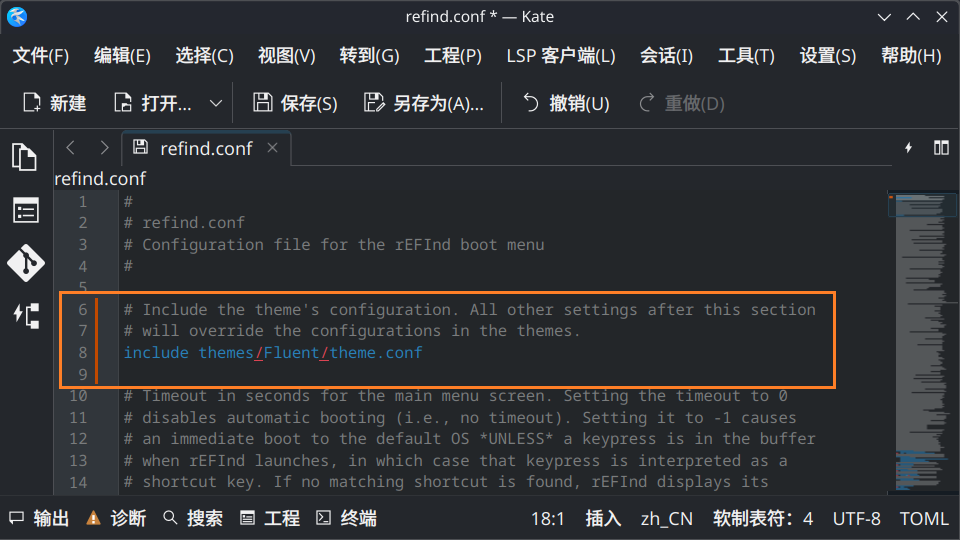 refind.conf * — Kate
文件(F) 编辑(E) 选择(C) 视图(V) 转到(G) 工程(P) LSP 客户端(L) 会话(I) 工具(T) 设置(S) 帮助(H)
新建 打开... 保存(S) 另存为(A)... 撤销(U) 重做(D)
refind.conf
refind.conf
1 #
2 # refind.conf
3 # Configuration file for the rEFInd boot menu
4 #
5
6 # Include the theme's configuration. All other settings after this section
7 # will override the configurations in the themes.
8 include themes/Fluent/theme.conf
9
10 # Timeout in seconds for the main menu screen. Setting the timeout to 0
11 # disables automatic booting (i.e., no timeout). Setting it to -1 causes
12 # an immediate boot to the default OS *UNLESS* a keypress is in the buffer
13 # when rEFInd launches, in which case that keypress is interpreted as a
14 # shortcut key. If no matching shortcut is found, rEFInd displays its
输出 诊断 搜索 工程 终端 18:1 插入 zh_CN 软制表符：4 UTF-8 TOML